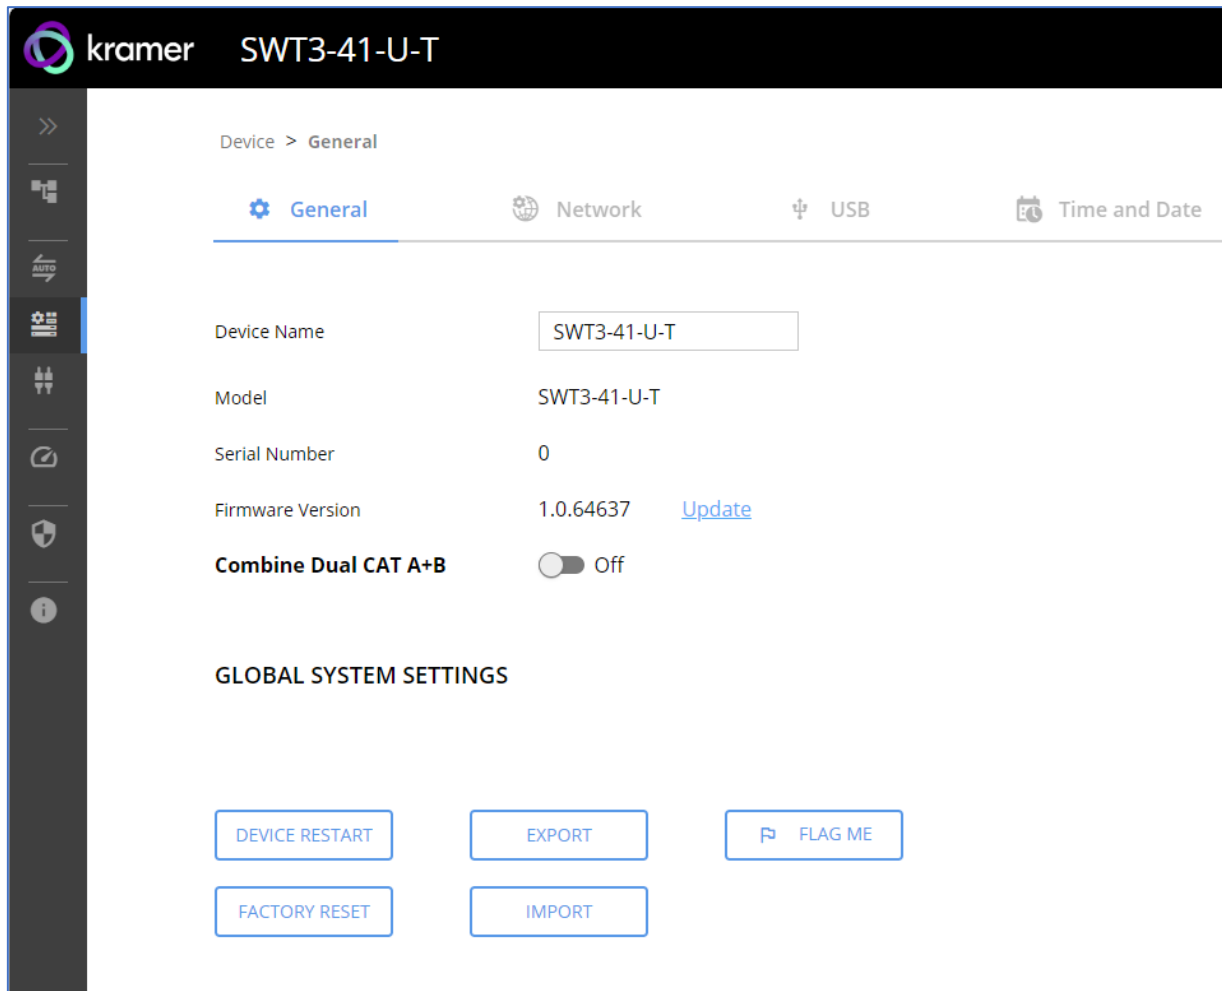 kramer SWT3-41-U-T
Device > General
General Network USB Time and Date
AUTO
Device Name SWT3-41-U-T
Model SWT3-41-U-T
Serial Number 0
Firmware Version 1.0.64637 Update
Combine Dual CAT A+B Off
GLOBAL SYSTEM SETTINGS
DEVICE RESTART EXPORT FLAG ME
FACTORY RESET IMPORT